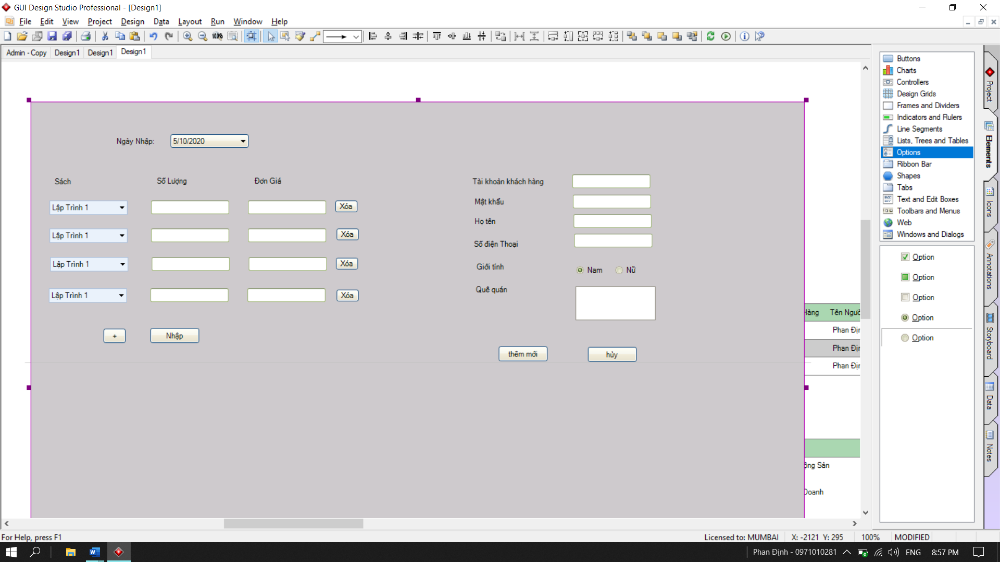 GUI Design Studio Professional - [Design1]
File Edit View Project Design Data Layout Run Window Help
100%
Admin - Copy Design1 Design1 Design1
Ngày Nhập: 5/10/2020
Sách Số Lượng Đơn Giá
Lập Trình 1 Xóa
Lập Trình 1 Xóa
Lập Trình 1 Xóa
Lập Trình 1 Xóa
+ Nhập
Tài khoản khách hàng
Mật khẩu
Họ tên
Số điện Thoại
Giới tính Nam Nữ
Quê quán
thêm mới hủy
Hàng Tên Ngườ
Phan Địn
Phan Địn
Phan Địn
ộng Sản
Doanh
Buttons
Charts
Controllers
Design Grids
Frames and Dividers
Indicators and Rulers
Line Segments
Lists, Trees and Tables
Options
Ribbon Bar
Shapes
Tabs
Text and Edit Boxes
Toolbars and Menus
Web
Windows and Dialogs
Option
Option
Option
Option
Option
Project
Elements
Icons
Annotations
Storyboard
Data
Notes
For Help, press F1 Licensed to: MUMBAI X: -2121 Y: 295 100% MODIFIED
Phan Định - 0971010281 ENG 8:57 PM